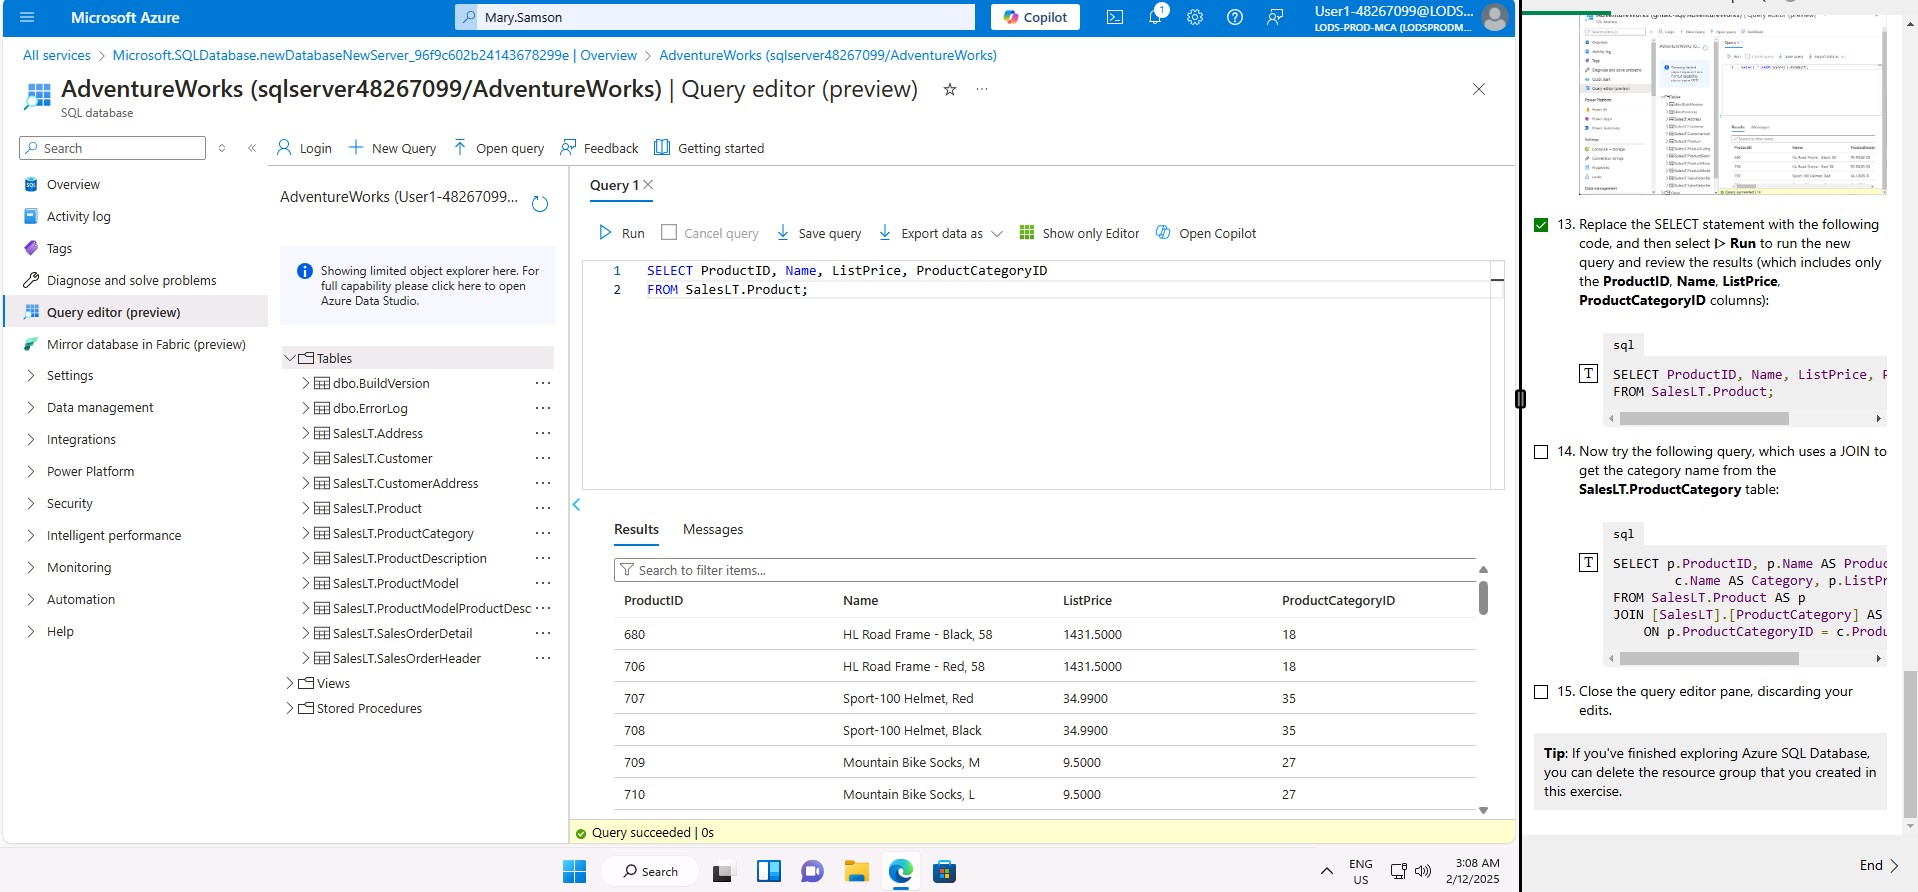 Microsoft Azure
Mary.Samson
Copilot
1
User1-48267099@LODS...
LODS-PROD-MCA (LODSPRODM...
All services > Microsoft.SQLDatabase.newDatabaseNewServer_96f9c602b24143678299e | Overview > AdventureWorks (sqlserver48267099/AdventureWorks)
AdventureWorks (sqlserver48267099/AdventureWorks) | Query editor (preview)
SQL database
Search
Login
New Query
Open query
Feedback
Getting started
Overview
Activity log
Tags
Diagnose and solve problems
Query editor (preview)
Mirror database in Fabric (preview)
Settings
Data management
Integrations
Power Platform
Security
Intelligent performance
Monitoring
Automation
Help
AdventureWorks (User1-48267099...
Showing limited object explorer here. For
full capability please click here to open
Azure Data Studio.
Tables
dbo.BuildVersion
dbo.ErrorLog
SalesLT.Address
SalesLT.Customer
SalesLT.CustomerAddress
SalesLT.Product
SalesLT.ProductCategory
SalesLT.ProductDescription
SalesLT.ProductModel
SalesLT.ProductModelProductDesc
SalesLT.SalesOrderDetail
SalesLT.SalesOrderHeader
Views
Stored Procedures
Query 1
Run
Cancel query
Save query
Export data as
Show only Editor
Open Copilot
1 SELECT ProductID, Name, ListPrice, ProductCategoryID
2 FROM SalesLT.Product;
Results Messages
Search to filter items...
ProductID Name ListPrice ProductCategoryID
680 HL Road Frame - Black, 58 1431.5000 18
706 HL Road Frame - Red, 58 1431.5000 18
707 Sport-100 Helmet, Red 34.9900 35
708 Sport-100 Helmet, Black 34.9900 35
709 Mountain Bike Socks, M 9.5000 27
710 Mountain Bike Socks, L 9.5000 27
Query succeeded | 0s
13. Replace the SELECT statement with the following
code, and then select ▷ Run to run the new
query and review the results (which includes only
the ProductID, Name, ListPrice,
ProductCategoryID columns):
sql
T
SELECT ProductID, Name, ListPrice,
FROM SalesLT.Product;
14. Now try the following query, which uses a JOIN to
get the category name from the
SalesLT.ProductCategory table:
sql
T
SELECT p.ProductID, p.Name AS Produc
c.Name AS Category, p.ListPr
FROM SalesLT.Product AS p
JOIN [SalesLT].[ProductCategory] AS
ON p.ProductCategoryID = c.Produ
15. Close the query editor pane, discarding your
edits.
Tip: If you've finished exploring Azure SQL Database,
you can delete the resource group that you created in
this exercise.
End
Search
ENG
US
3:08 AM
2/12/2025